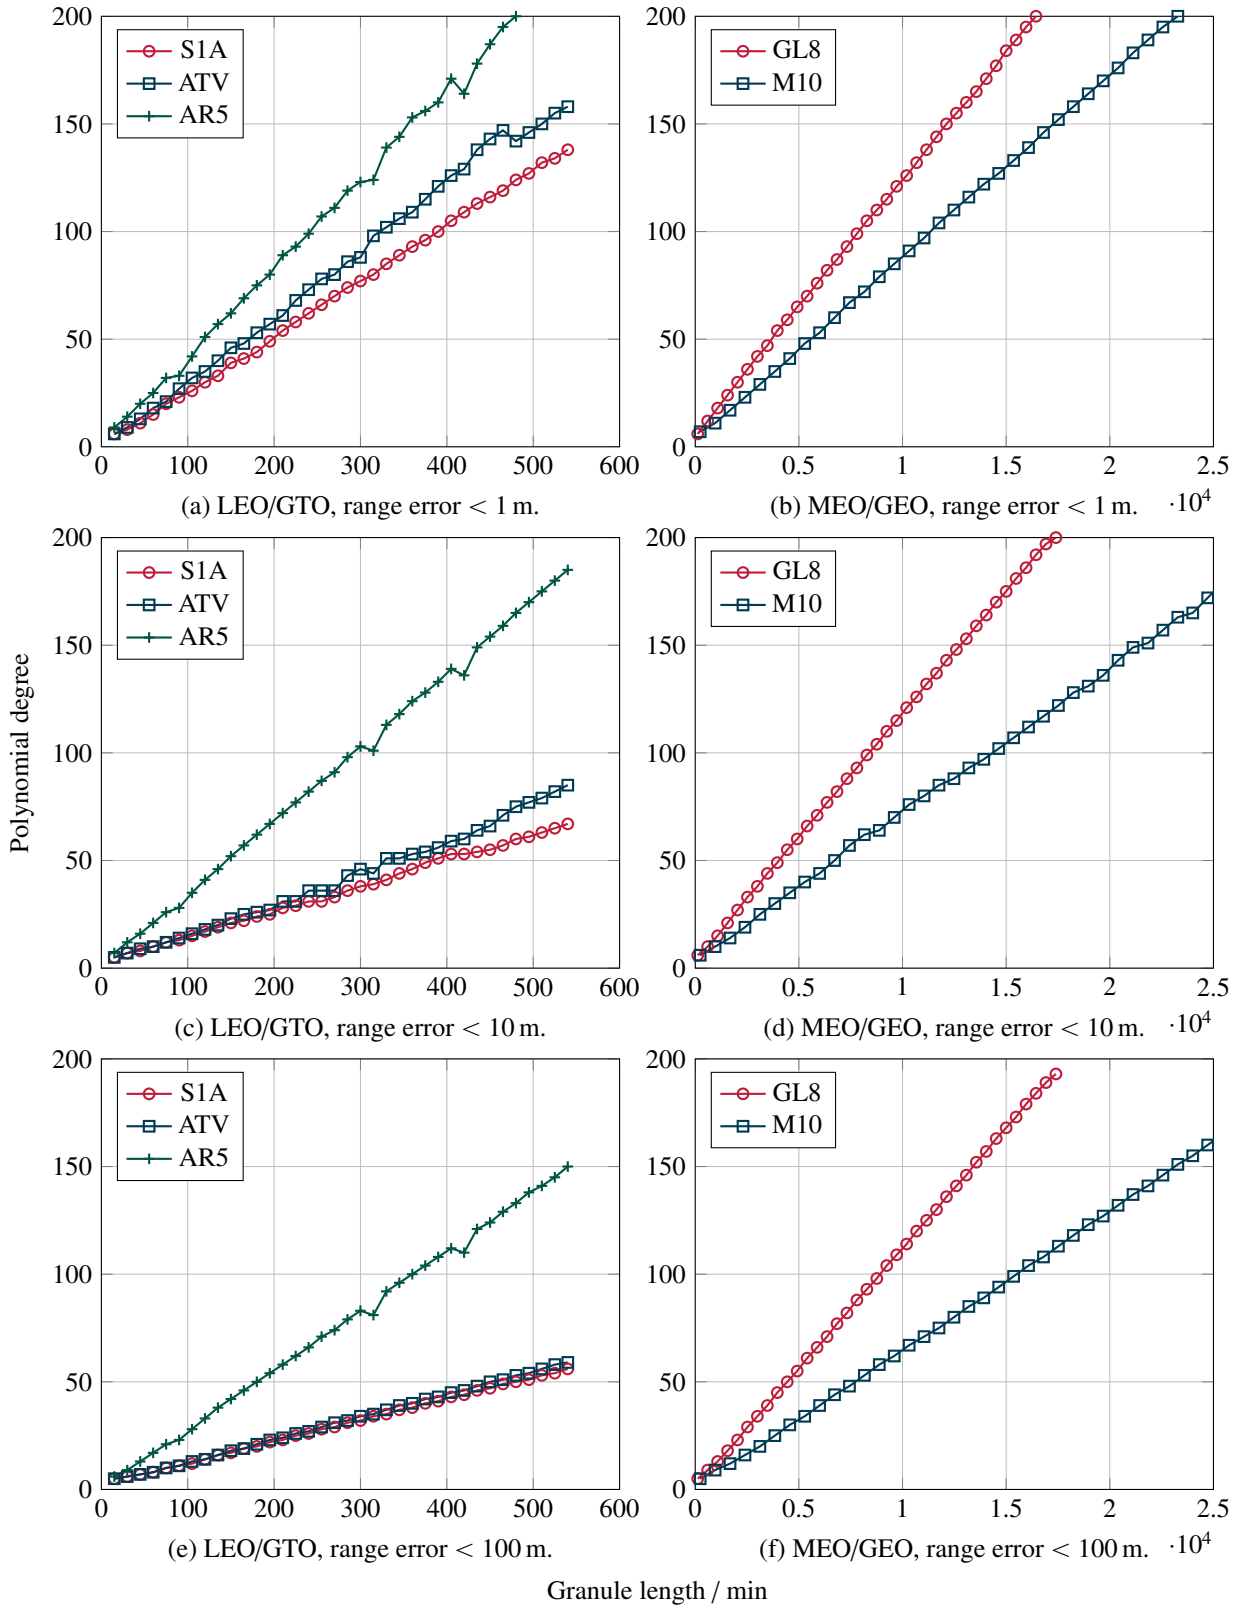 200
150
100
50
0
S1A
ATV
AR5
0 100 200 300 400 500 600
(a) LEO/GTO, range error < 1 m.
200
150
100
50
0
GL8
M10
0 0.5 1 1.5 2 2.5
·10⁴
(b) MEO/GEO, range error < 1 m.
Polynomial degree
200
150
100
50
0
S1A
ATV
AR5
0 100 200 300 400 500 600
(c) LEO/GTO, range error < 10 m.
200
150
100
50
0
GL8
M10
0 0.5 1 1.5 2 2.5
·10⁴
(d) MEO/GEO, range error < 10 m.
200
150
100
50
0
S1A
ATV
AR5
0 100 200 300 400 500 600
(e) LEO/GTO, range error < 100 m.
200
150
100
50
0
GL8
M10
0 0.5 1 1.5 2 2.5
·10⁴
(f) MEO/GEO, range error < 100 m.
Granule length / min